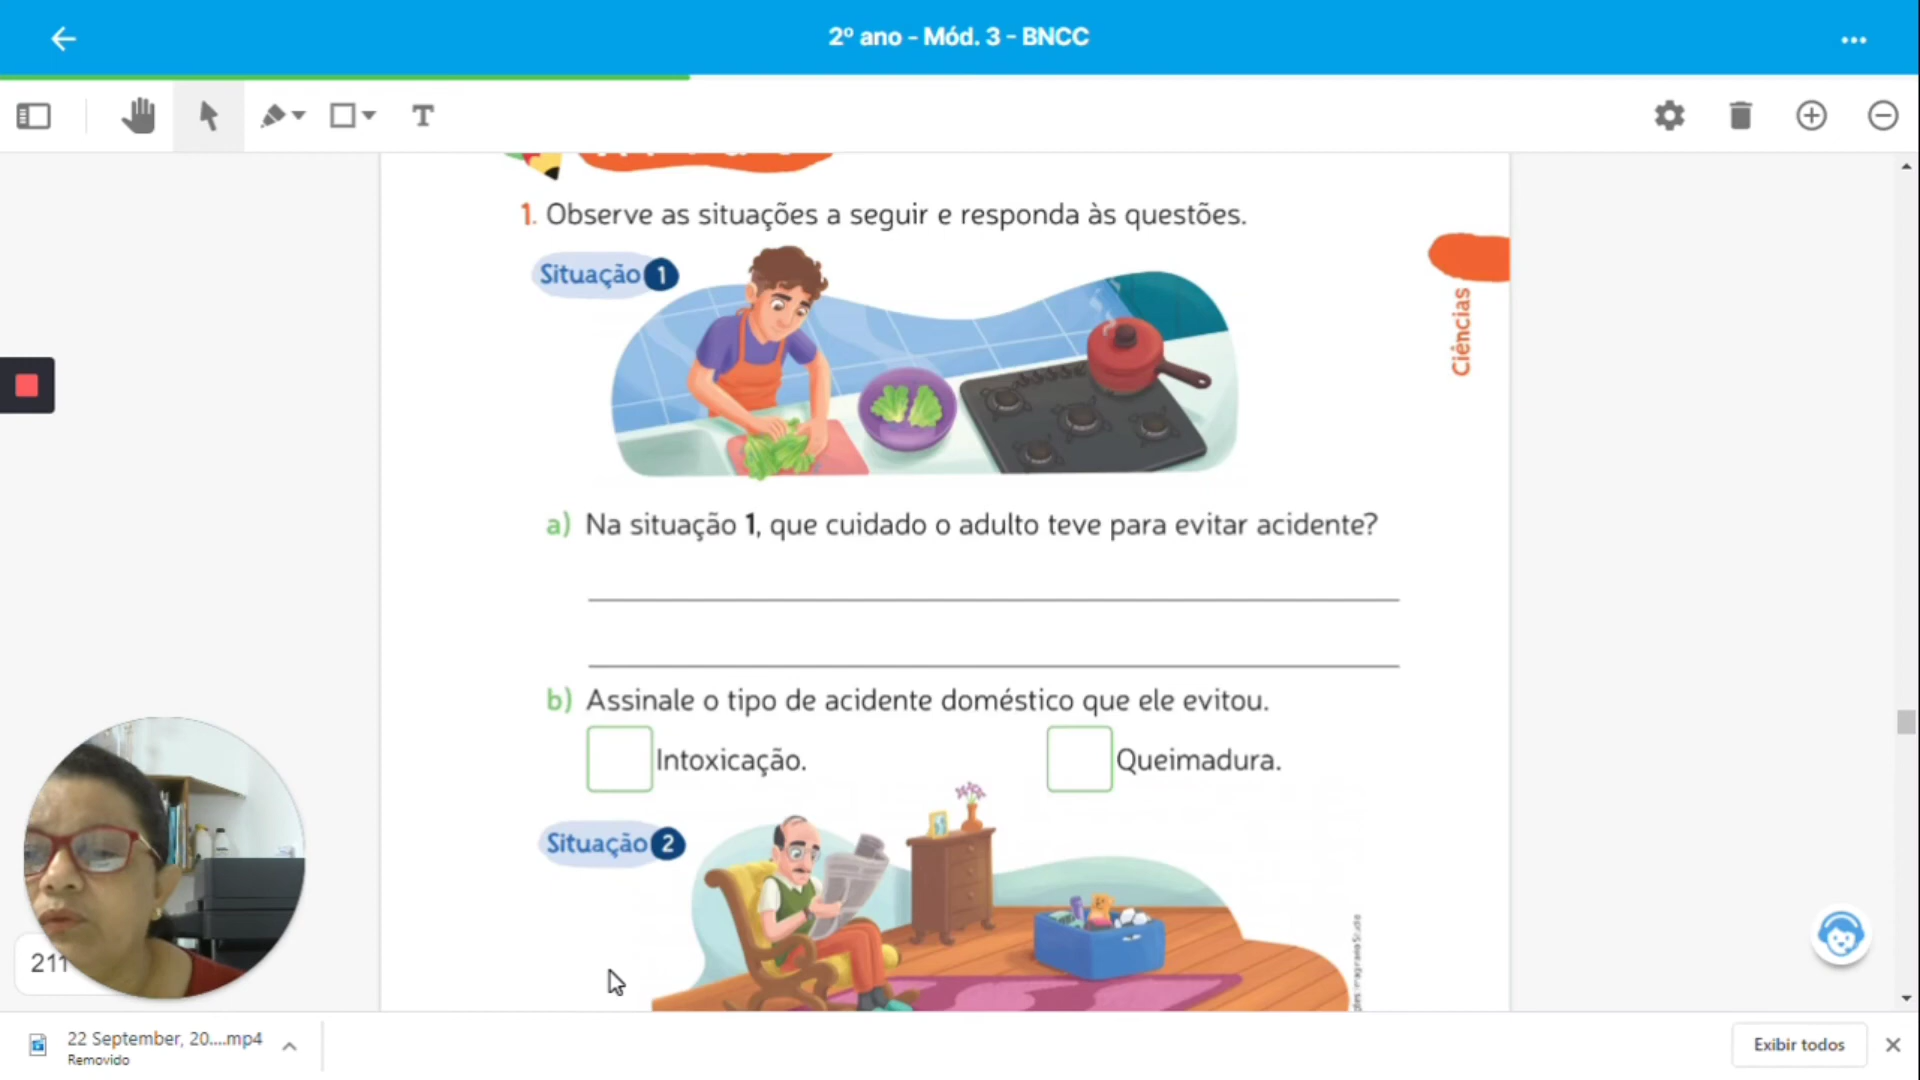 2º ano - Mód. 3 - BNCC
1. Observe as situações a seguir e responda às questões.
Situação 1
Ciências
a) Na situação 1, que cuidado o adulto teve para evitar acidente?
b) Assinale o tipo de acidente doméstico que ele evitou.
Intoxicação.
Queimadura.
Situação 2
211
22 September, 20....mp4
Removido
Exibir todos